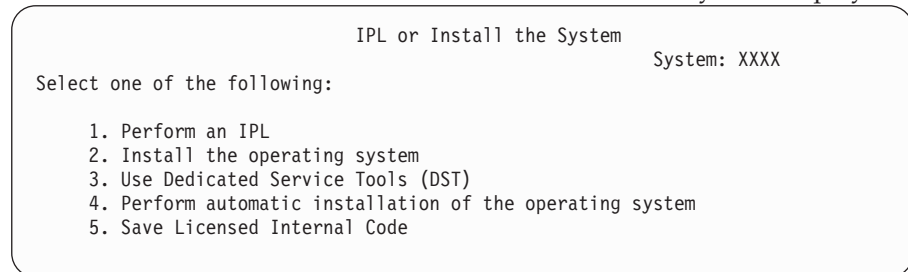 IPL or Install the System
System: XXXX
Select one of the following:
1. Perform an IPL
2. Install the operating system
3. Use Dedicated Service Tools (DST)
4. Perform automatic installation of the operating system
5. Save Licensed Internal Code